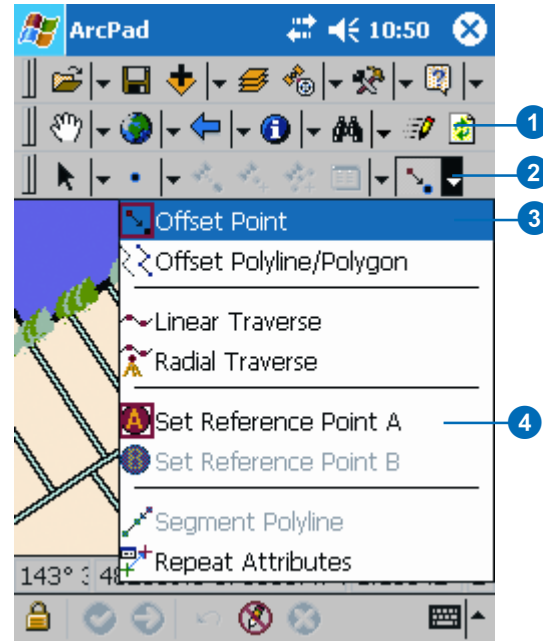 ArcPad 10:50
1
2
Offset Point
3
Offset Polyline/Polygon
Linear Traverse
Radial Traverse
Set Reference Point A
4
Set Reference Point B
Segment Polyline
Repeat Attributes
143°